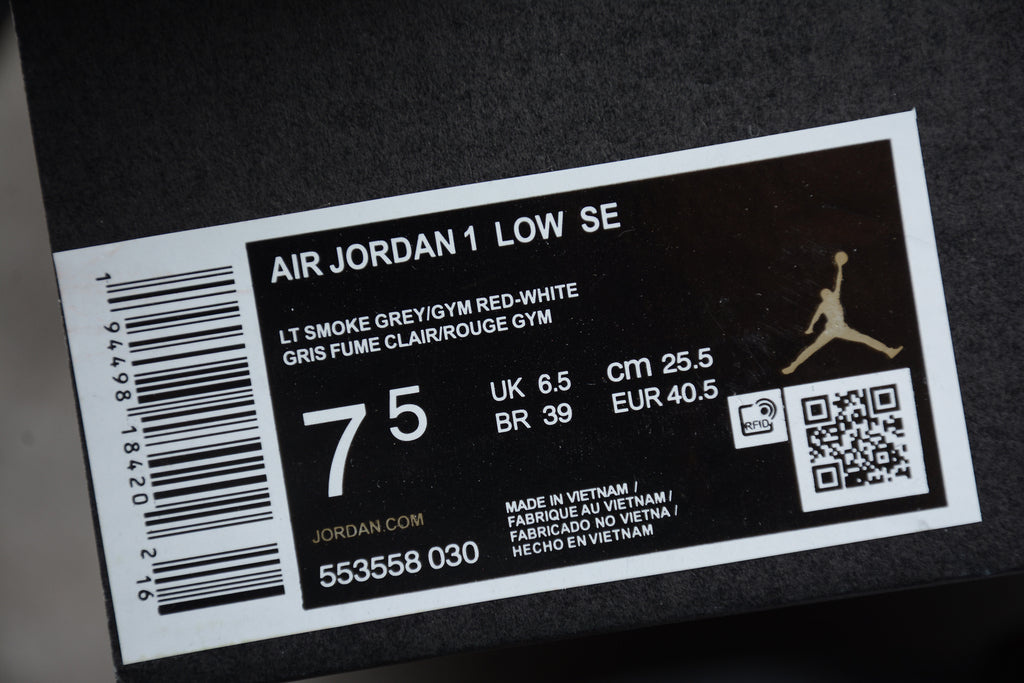 AIR JORDAN 1 LOW SE
LT SMOKE GREY/GYM RED-WHITE
GRIS FUME CLAIR/ROUGE GYM
7 5
UK 6.5
BR 39
cm 25.5
EUR 40.5
RFID
JORDAN.COM
553558 030
MADE IN VIETNAM /
FABRIQUE AU VIETNAM /
FABRICADO NO VIETNA /
HECHO EN VIETNAM
1 94498 18420 2 16